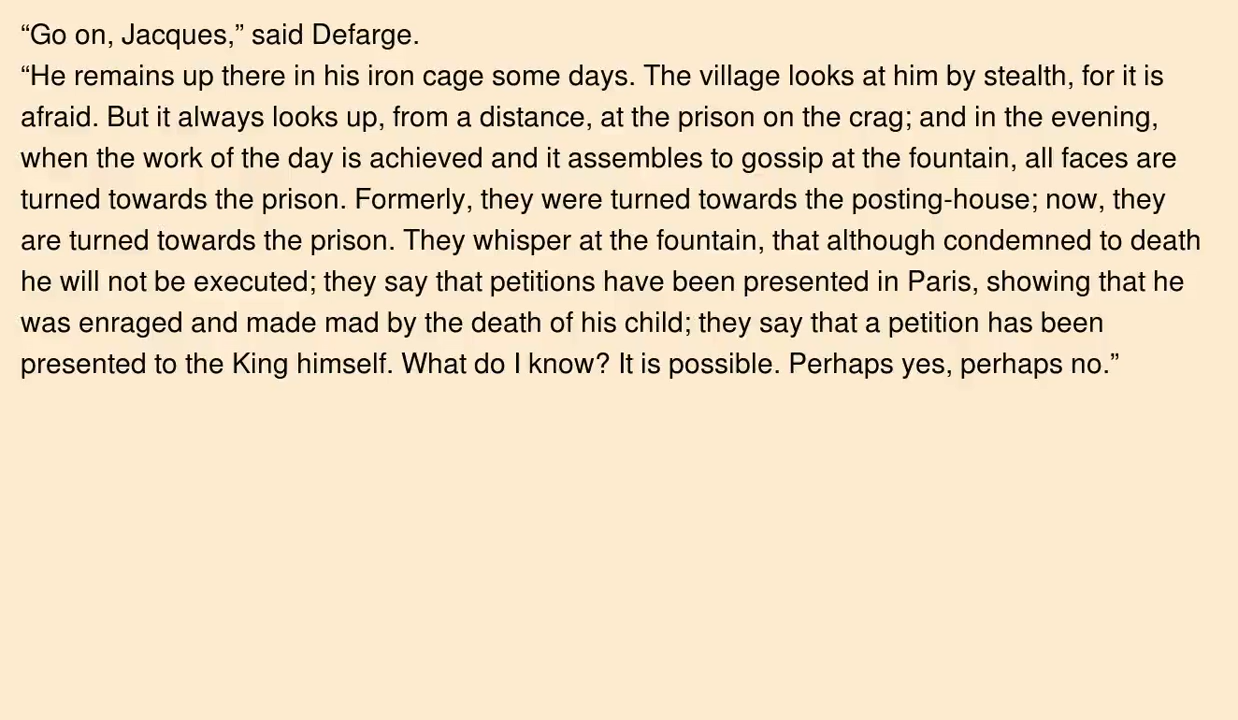 “Go on, Jacques,” said Defarge.
“He remains up there in his iron cage some days. The village looks at him by stealth, for it is
afraid. But it always looks up, from a distance, at the prison on the crag; and in the evening,
when the work of the day is achieved and it assembles to gossip at the fountain, all faces are
turned towards the prison. Formerly, they were turned towards the posting-house; now, they
are turned towards the prison. They whisper at the fountain, that although condemned to death
he will not be executed; they say that petitions have been presented in Paris, showing that he
was enraged and made mad by the death of his child; they say that a petition has been
presented to the King himself. What do I know? It is possible. Perhaps yes, perhaps no.”